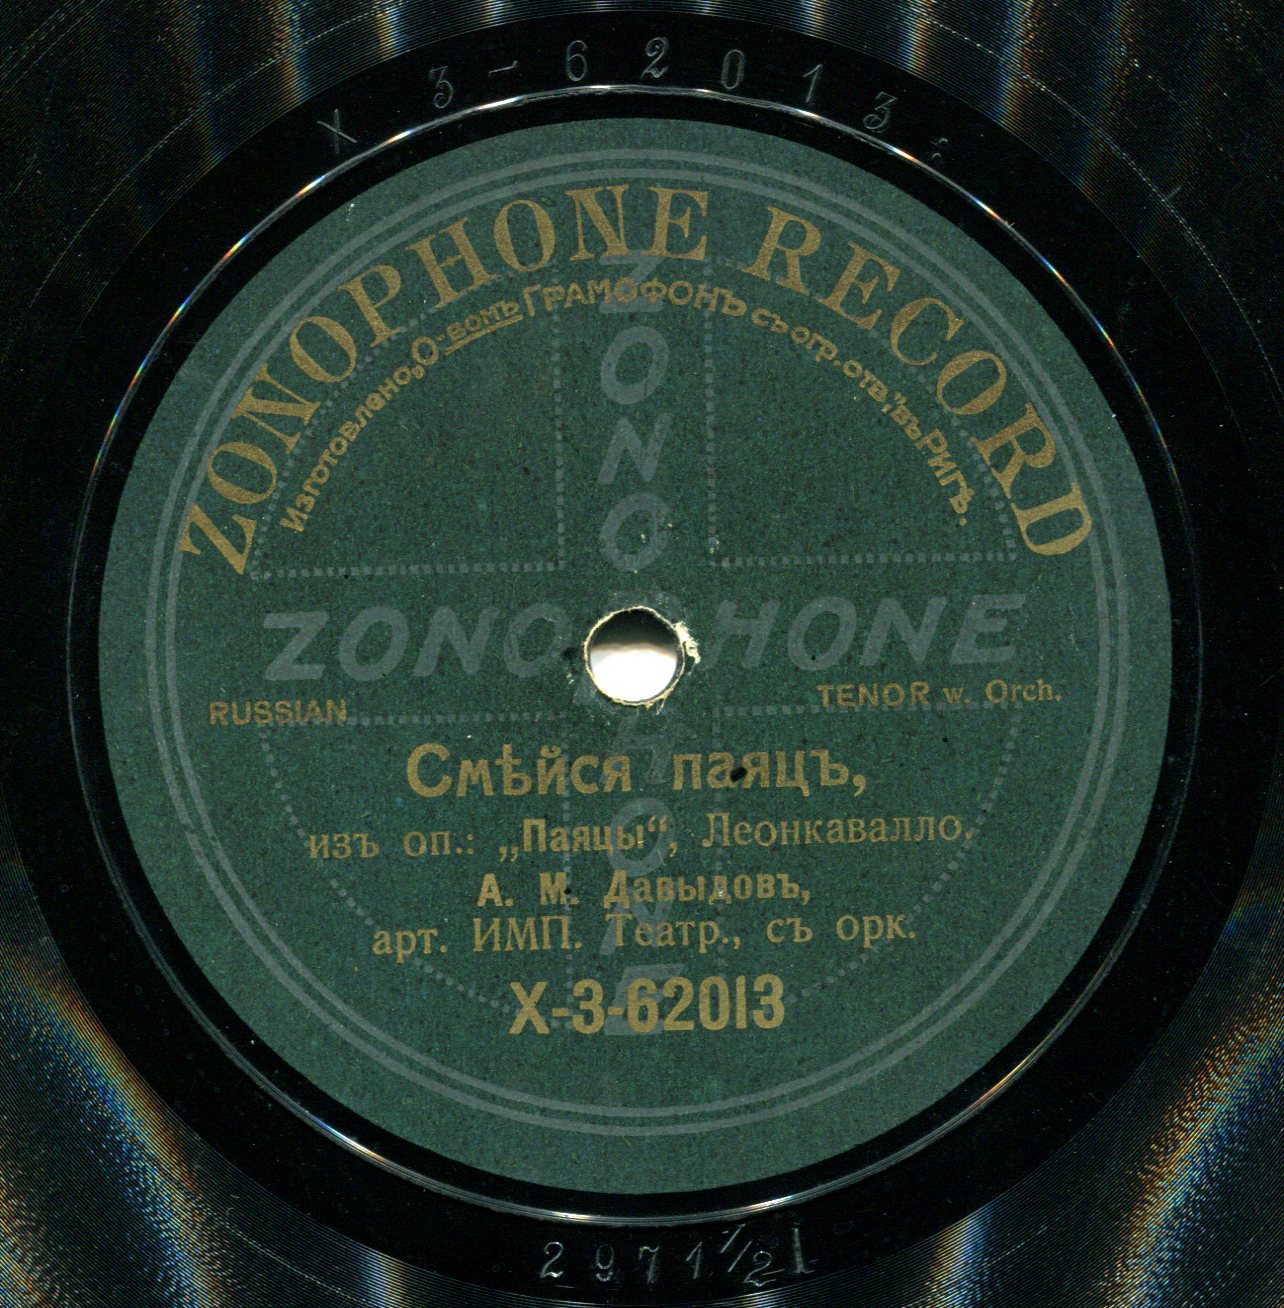 X 3-62013.
ZONOPHONE RECORD
Изготовлено „О-вомъ Грамофонъ съ огр. отв.", въ Ригѣ.
ZONOPHONE
ZONOPHONE
RUSSIAN
TENOR w. Orch.
Смѣйся паяцъ,
изъ оп.: „Паяцы“, Леонкавалло.
А. М. Давыдовъ,
арт. ИМП. Театр., съ орк.
X-3-62013
2971½l